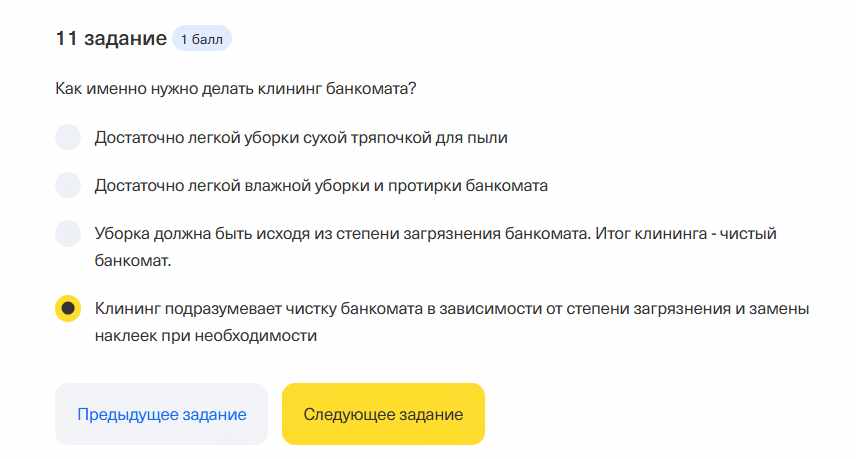 11 задание 1 балл
Как именно нужно делать клининг банкомата?
Достаточно легкой уборки сухой тряпочкой для пыли
Достаточно легкой влажной уборки и протирки банкомата
Уборка должна быть исходя из степени загрязнения банкомата. Итог клининга - чистый
банкомат.
Клининг подразумевает чистку банкомата в зависимости от степени загрязнения и замены
наклеек при необходимости
Предыдущее задание Следующее задание